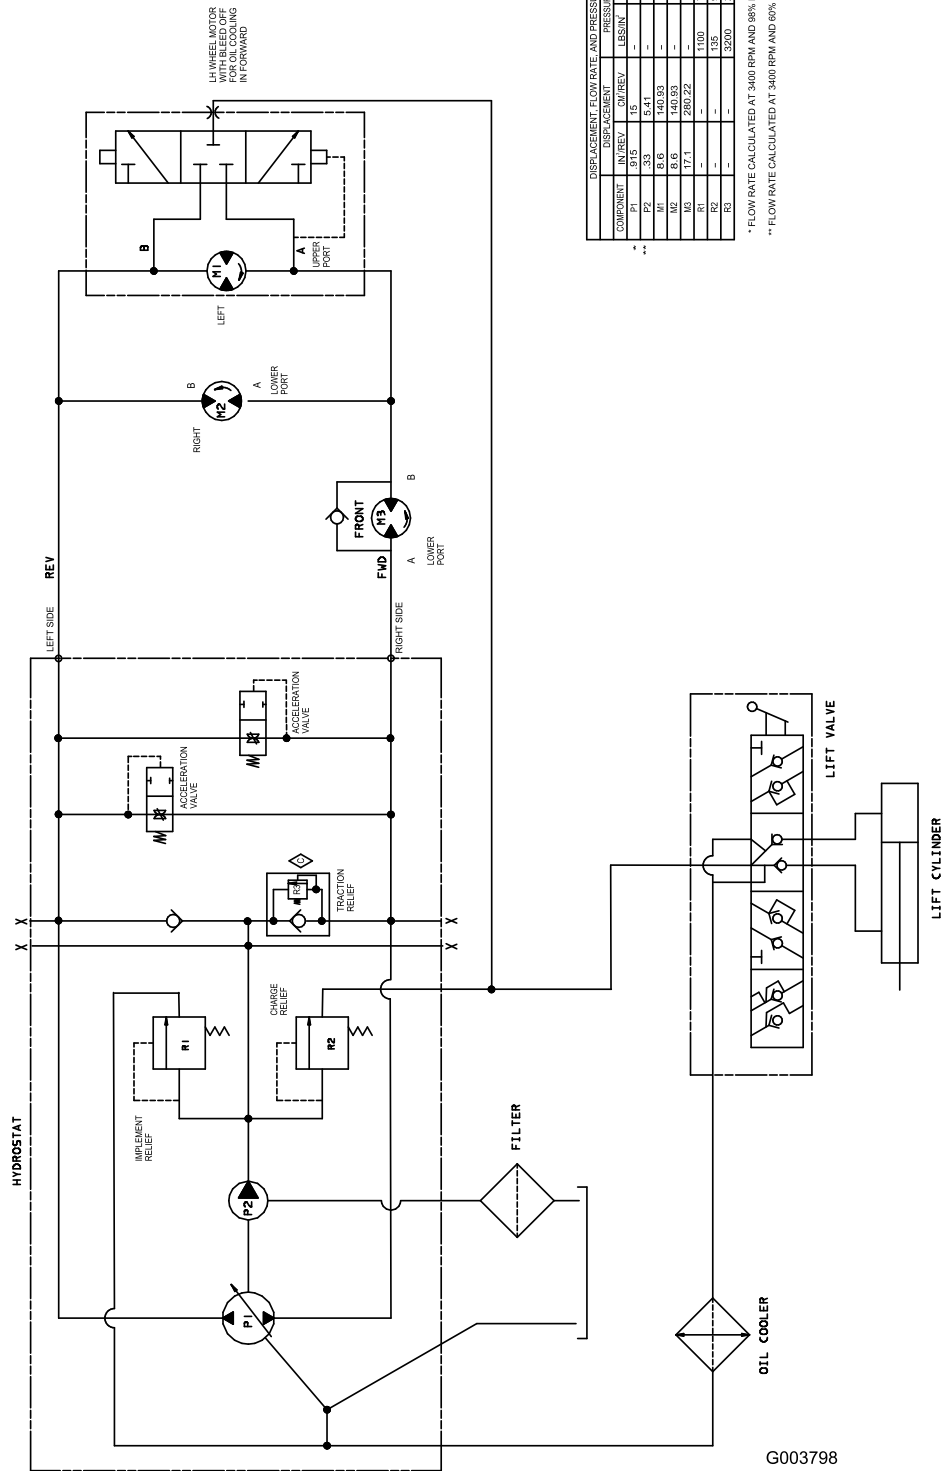 LH WHEEL MOTOR
WITH BLEED OFF
FOR OIL COOLING
IN FORWARD
B
A
UPPER
PORT
M1
LEFT
B
A
LOWER
PORT
M2
RIGHT
FRONT
M3
B
A
LOWER
PORT
REV
FWD
LEFT SIDE
RIGHT SIDE
ACCELERATION
VALVE
ACCELERATION
VALVE
C
R3
TRACTION
RELIEF
X
X
X
X
CHARGE
RELIEF
R1
R2
IMPLEMENT
RELIEF
HYDROSTAT
P2
P1
FILTER
OIL COOLER
LIFT VALVE
LIFT CYLINDER
DISPLACEMENT, FLOW RATE, AND
DISPLACEMENT
COMPONENT IN³/REV CM³/REV LBS/IN²
* P1 .915 15 –
** P2 .33 5.41 –
M1 8.6 140.93 –
M2 8.6 140.93 –
M3 17.1 280.22 –
R1 – – 1100
R2 – – 135
R3 – – 3200
* FLOW RATE CALCULATED AT 3400 RPM AND 98%
** FLOW RATE CALCULATED AT 3400 RPM AND 60%
G003798